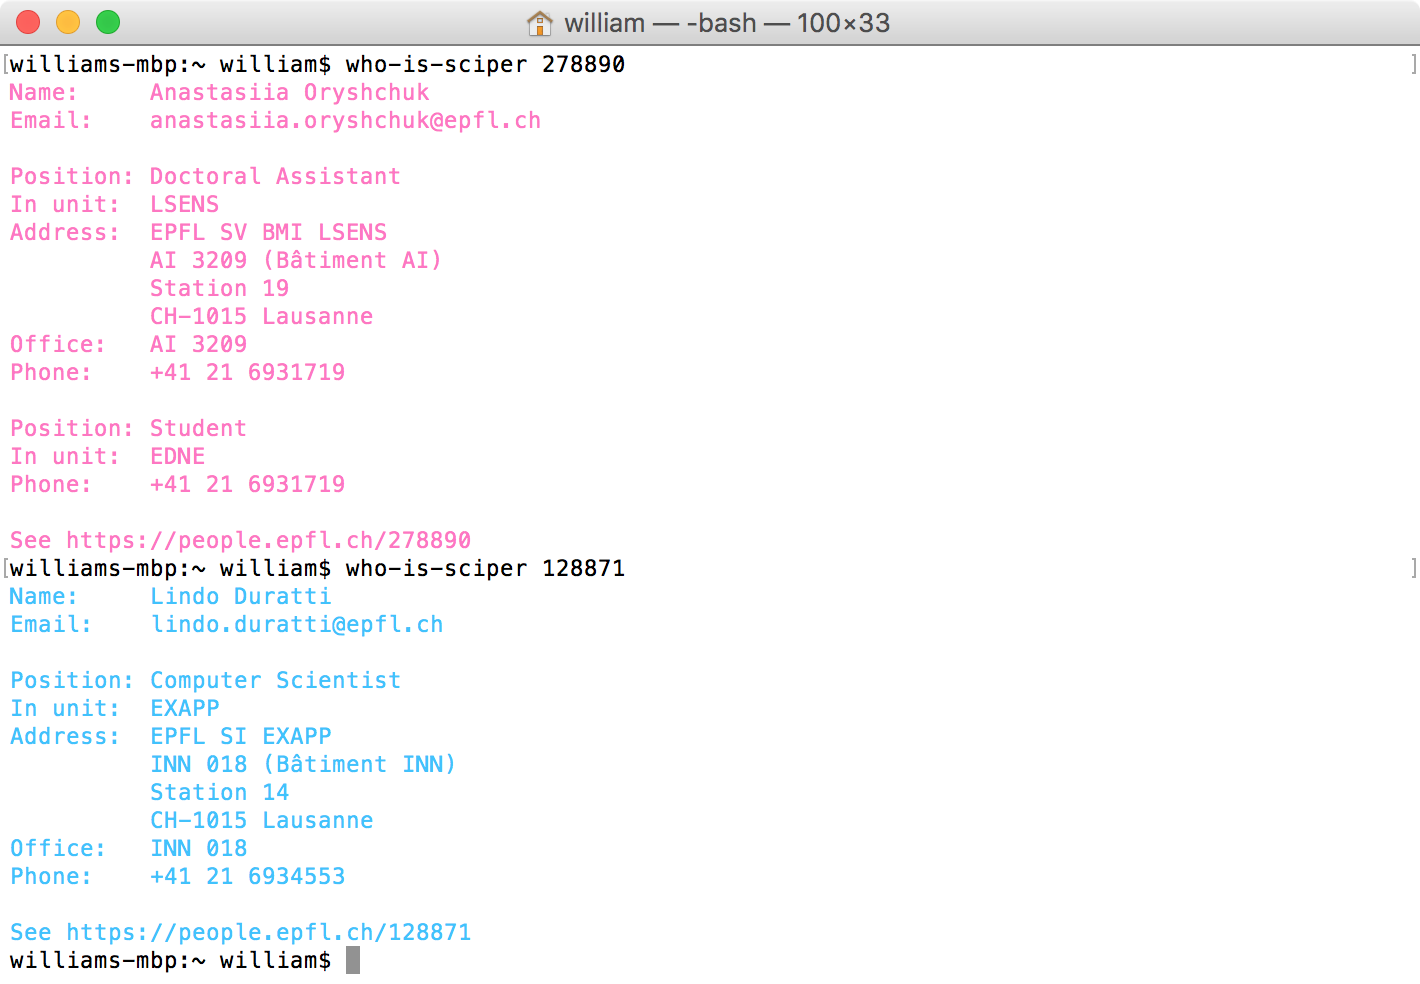 william — -bash — 100×33
williams-mbp:~ william$ who-is-sciper 278890
Name:     Anastasiia Oryshchuk
Email:    anastasiia.oryshchuk@epfl.ch

Position: Doctoral Assistant
In unit:  LSENS
Address:  EPFL SV BMI LSENS
          AI 3209 (Bâtiment AI)
          Station 19
          CH-1015 Lausanne
Office:   AI 3209
Phone:    +41 21 6931719

Position: Student
In unit:  EDNE
Phone:    +41 21 6931719

See https://people.epfl.ch/278890
williams-mbp:~ william$ who-is-sciper 128871
Name:     Lindo Duratti
Email:    lindo.duratti@epfl.ch

Position: Computer Scientist
In unit:  EXAPP
Address:  EPFL SI EXAPP
          INN 018 (Bâtiment INN)
          Station 14
          CH-1015 Lausanne
Office:   INN 018
Phone:    +41 21 6934553

See https://people.epfl.ch/128871
williams-mbp:~ william$